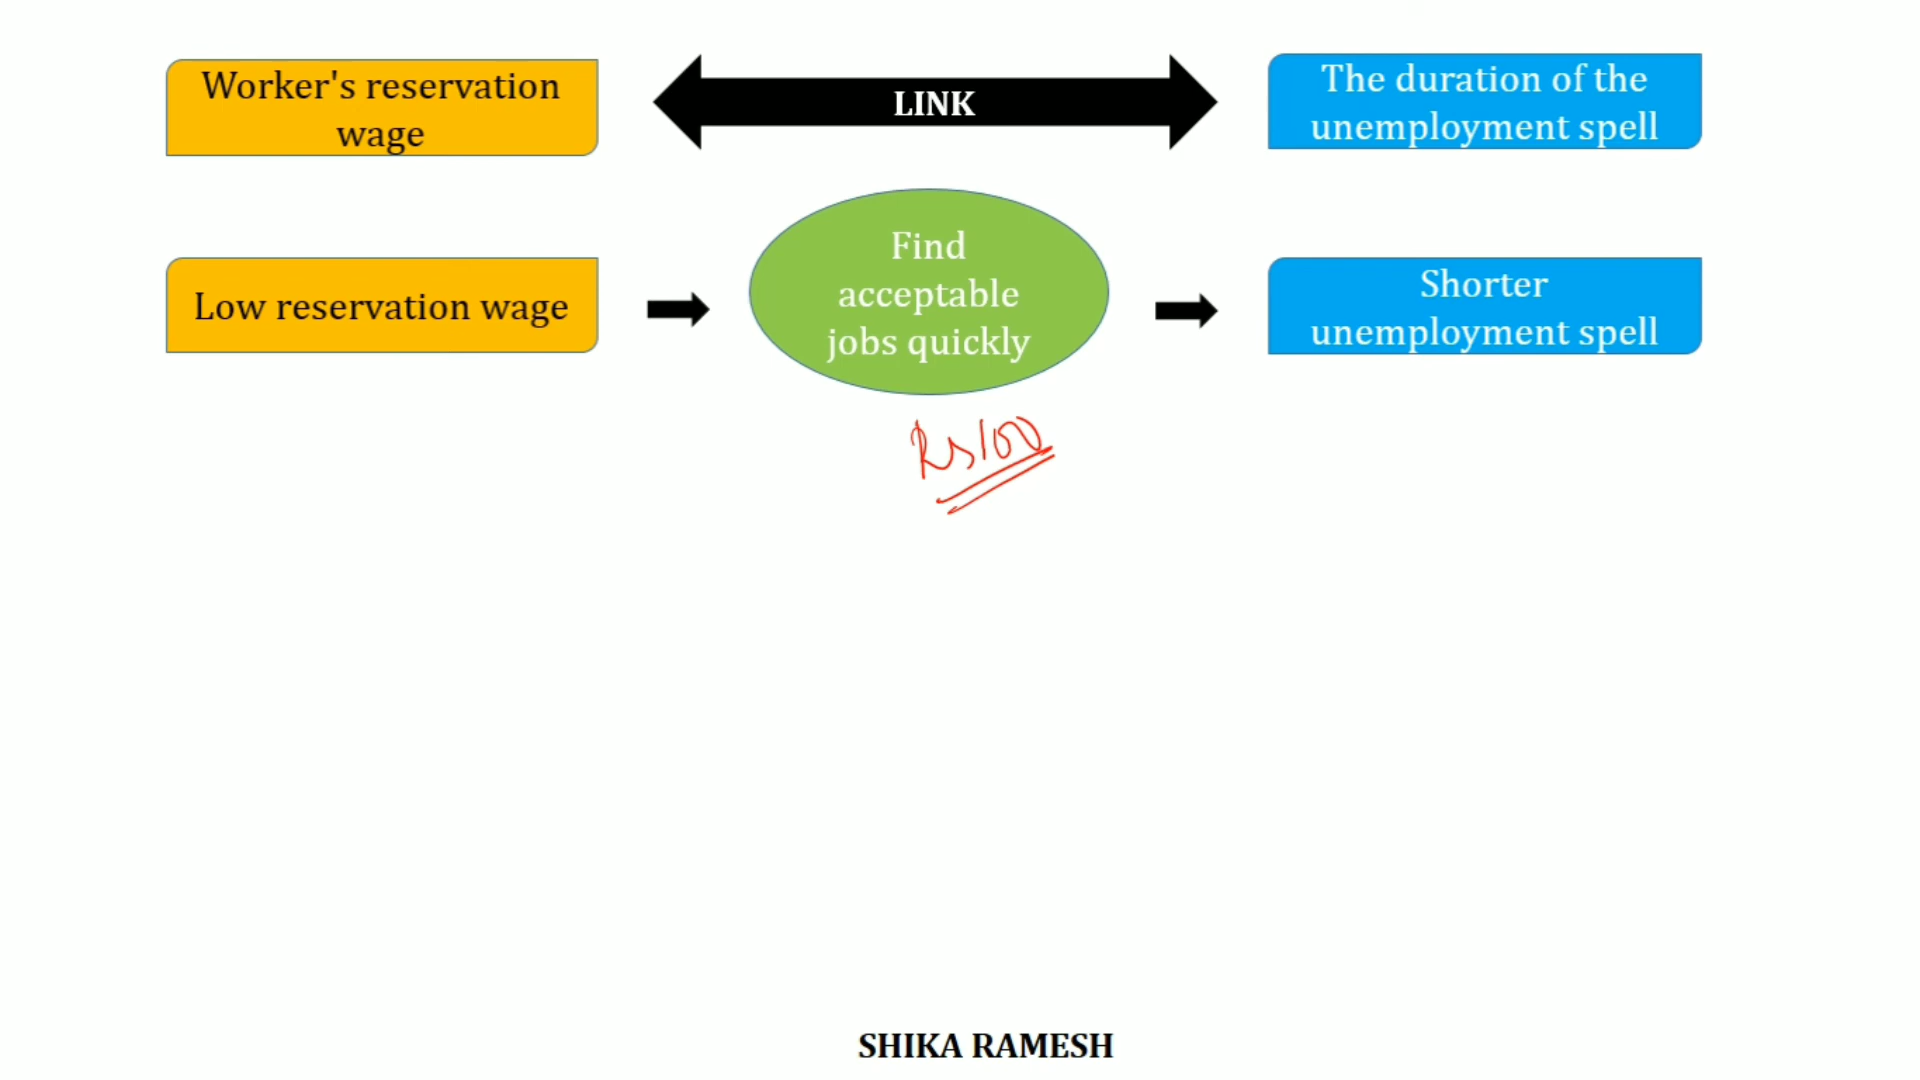 Worker's reservation
wage
LINK
The duration of the
unemployment spell
Low reservation wage
Find
acceptable
jobs quickly
Shorter
unemployment spell
Rs100
SHIKA RAMESH